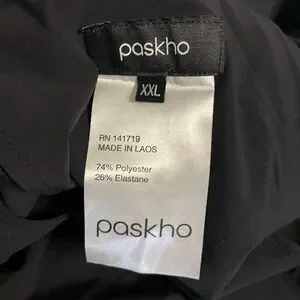 paskho
XXL
RN 141719
MADE IN LAOS
74% Polyester
26% Elastane
paskho